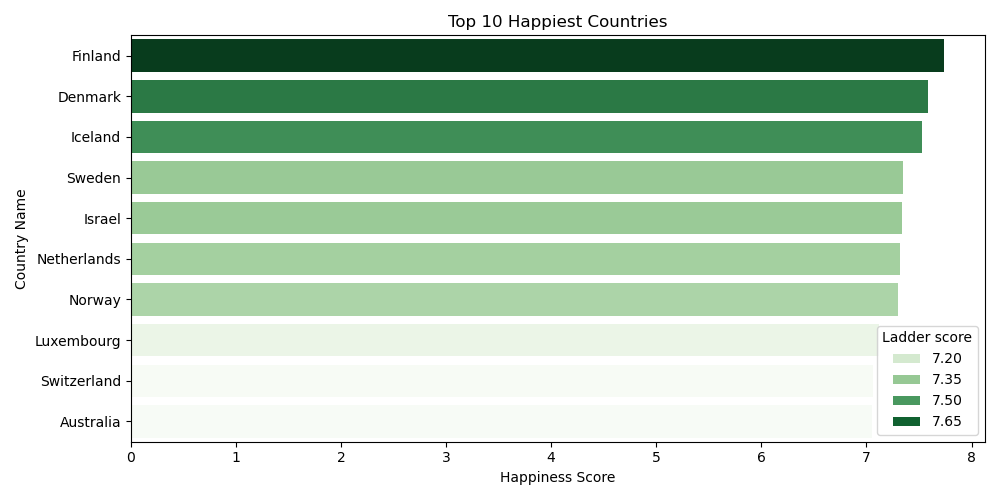 Top 10 Happiest Countries
Country Name
Finland
Denmark
Iceland
Sweden
Israel
Netherlands
Norway
Luxembourg
Switzerland
Australia
Ladder score
7.20
7.35
7.50
7.65
0 1 2 3 4 5 6 7 8
Happiness Score